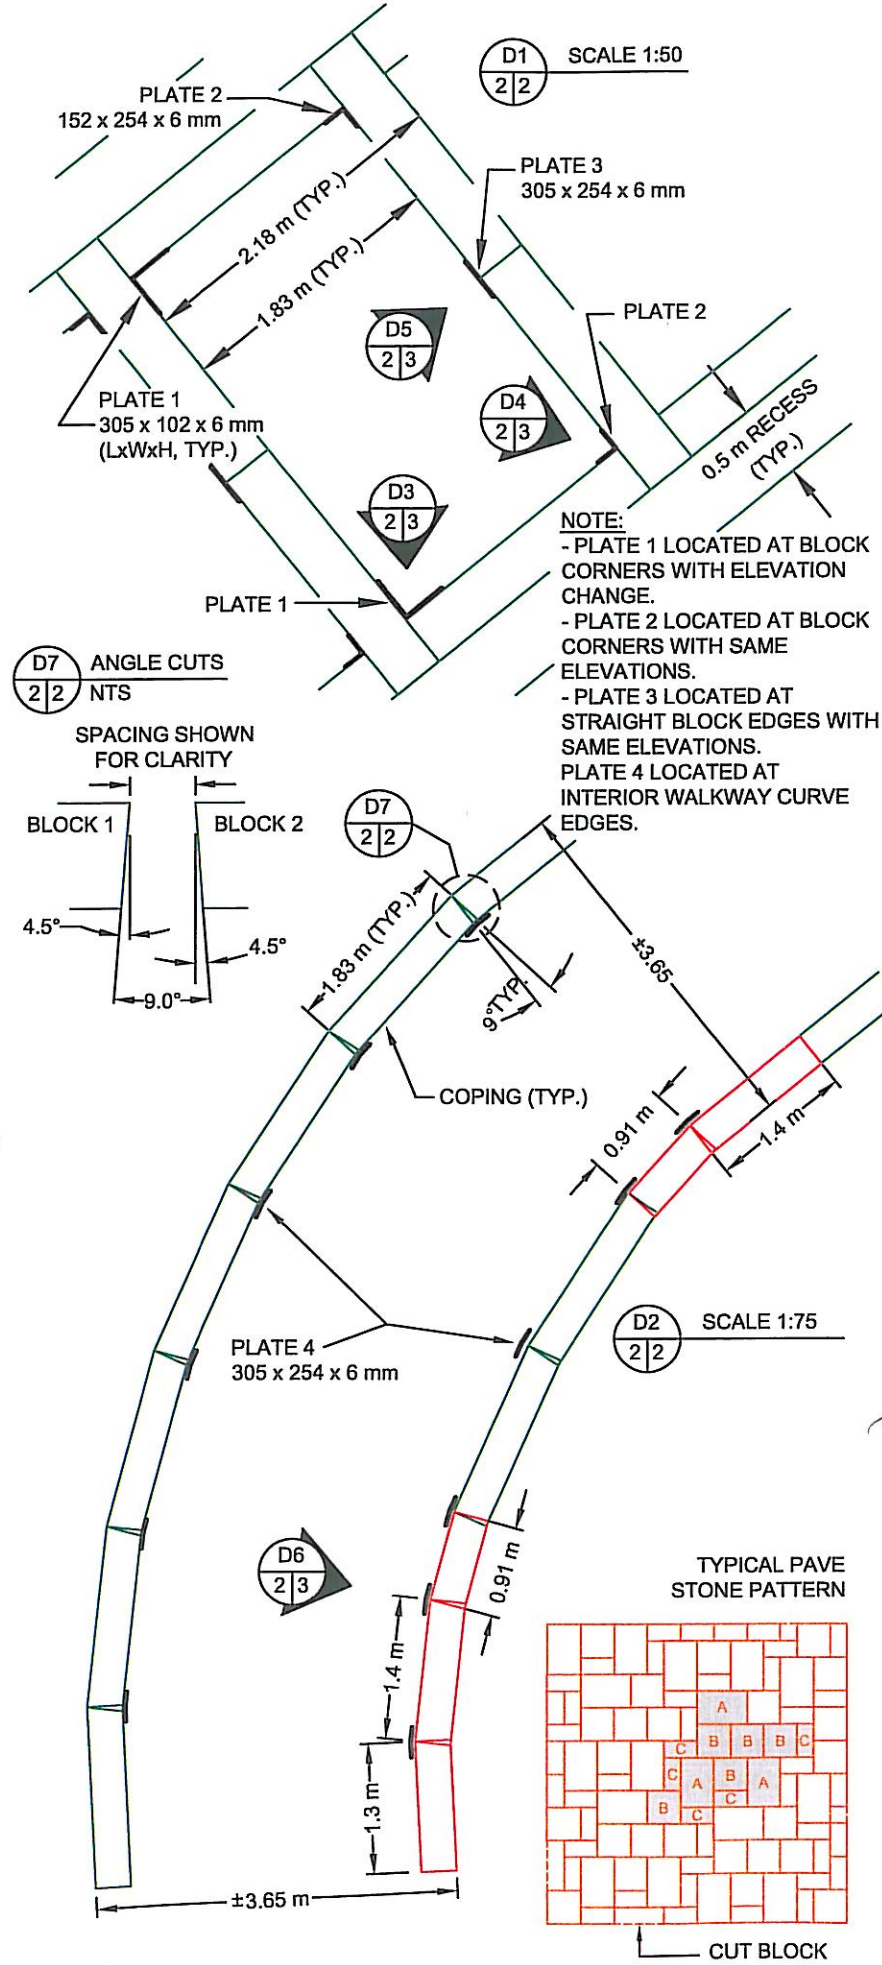 D1
2 2
SCALE 1:50
PLATE 2
152 x 254 x 6 mm
PLATE 3
305 x 254 x 6 mm
2.18 m (TYP.)
1.83 m (TYP.)
D5
2 3
PLATE 2
PLATE 1
305 x 102 x 6 mm
(LxWxH, TYP.)
D4
2 3
0.5 m RECESS
(TYP.)
D3
2 3
PLATE 1
NOTE:
- PLATE 1 LOCATED AT BLOCK
CORNERS WITH ELEVATION
CHANGE.
- PLATE 2 LOCATED AT BLOCK
CORNERS WITH SAME
ELEVATIONS.
- PLATE 3 LOCATED AT
STRAIGHT BLOCK EDGES WITH
SAME ELEVATIONS.
PLATE 4 LOCATED AT
INTERIOR WALKWAY CURVE
EDGES.
D7
2 2
ANGLE CUTS
NTS
SPACING SHOWN
FOR CLARITY
BLOCK 1
BLOCK 2
4.5°
4.5°
9.0°
D7
2 2
1.83 m (TYP.)
9°TYP.
±3.65
COPING (TYP.)
0.91 m
1.4 m
PLATE 4
305 x 254 x 6 mm
D2
2 2
SCALE 1:75
D6
2 3
0.91 m
1.4 m
1.3 m
±3.65 m
TYPICAL PAVE
STONE PATTERN
A
B B B C
C
C A B A
C
B C
CUT BLOCK